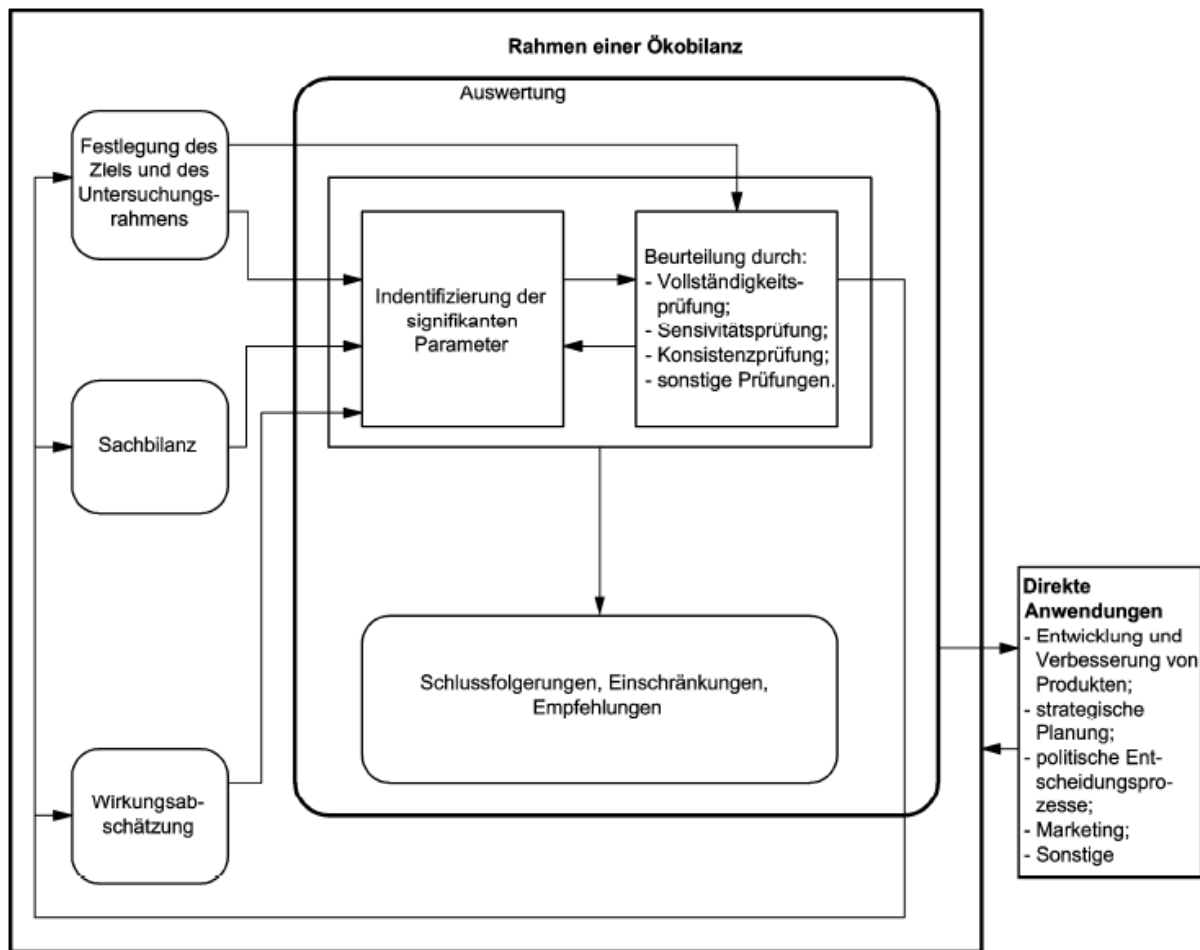 Rahmen einer Ökobilanz
Auswertung
Festlegung des
Ziels und des
Untersuchungs-
rahmens
Indentifizierung der
signifikanten
Parameter
Beurteilung durch:
- Vollständigkeits-
prüfung;
- Sensivitätsprüfung;
- Konsistenzprüfung;
- sonstige Prüfungen.
Sachbilanz
Schlussfolgerungen, Einschränkungen,
Empfehlungen
Wirkungsab-
schätzung
Direkte
Anwendungen
- Entwicklung und
Verbesserung von
Produkten;
- strategische
Planung;
- politische Ent-
scheidungspro-
zesse;
- Marketing;
- Sonstige